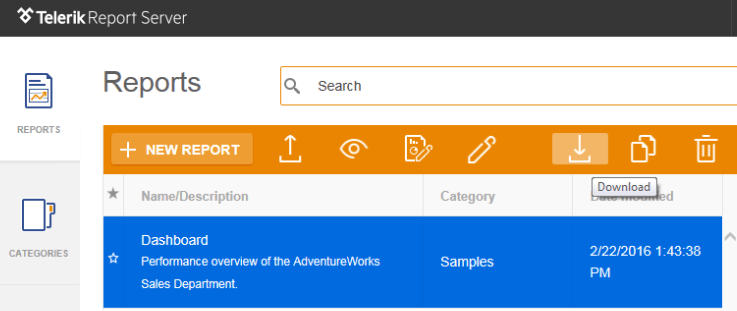 Telerik Report Server
Reports
Search
REPORTS
NEW REPORT
Download
Name/Description
Category
Date Modified
Dashboard
Performance overview of the AdventureWorks
Sales Department.
Samples
2/22/2016 1:43:38
PM
CATEGORIES